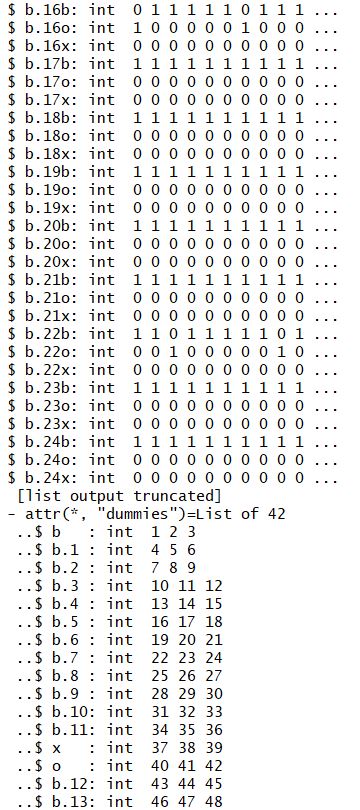 $ b.16b: int  0 1 1 1 1 1 0 1 1 1 ...
$ b.16o: int  1 0 0 0 0 0 1 0 0 0 ...
$ b.16x: int  0 0 0 0 0 0 0 0 0 0 ...
$ b.17b: int  1 1 1 1 1 1 1 1 1 1 ...
$ b.17o: int  0 0 0 0 0 0 0 0 0 0 ...
$ b.17x: int  0 0 0 0 0 0 0 0 0 0 ...
$ b.18b: int  1 1 1 1 1 1 1 1 1 1 ...
$ b.18o: int  0 0 0 0 0 0 0 0 0 0 ...
$ b.18x: int  0 0 0 0 0 0 0 0 0 0 ...
$ b.19b: int  1 1 1 1 1 1 1 1 1 1 ...
$ b.19o: int  0 0 0 0 0 0 0 0 0 0 ...
$ b.19x: int  0 0 0 0 0 0 0 0 0 0 ...
$ b.20b: int  1 1 1 1 1 1 1 1 1 1 ...
$ b.20o: int  0 0 0 0 0 0 0 0 0 0 ...
$ b.20x: int  0 0 0 0 0 0 0 0 0 0 ...
$ b.21b: int  1 1 1 1 1 1 1 1 1 1 ...
$ b.21o: int  0 0 0 0 0 0 0 0 0 0 ...
$ b.21x: int  0 0 0 0 0 0 0 0 0 0 ...
$ b.22b: int  1 1 0 1 1 1 1 1 0 1 ...
$ b.22o: int  0 0 1 0 0 0 0 0 1 0 ...
$ b.22x: int  0 0 0 0 0 0 0 0 0 0 ...
$ b.23b: int  1 1 1 1 1 1 1 1 1 1 ...
$ b.23o: int  0 0 0 0 0 0 0 0 0 0 ...
$ b.23x: int  0 0 0 0 0 0 0 0 0 0 ...
$ b.24b: int  1 1 1 1 1 1 1 1 1 1 ...
$ b.24o: int  0 0 0 0 0 0 0 0 0 0 ...
$ b.24x: int  0 0 0 0 0 0 0 0 0 0 ...
 [list output truncated]
- attr(*, "dummies")=List of 42
 ..$ b   : int  1 2 3
 ..$ b.1 : int  4 5 6
 ..$ b.2 : int  7 8 9
 ..$ b.3 : int  10 11 12
 ..$ b.4 : int  13 14 15
 ..$ b.5 : int  16 17 18
 ..$ b.6 : int  19 20 21
 ..$ b.7 : int  22 23 24
 ..$ b.8 : int  25 26 27
 ..$ b.9 : int  28 29 30
 ..$ b.10: int  31 32 33
 ..$ b.11: int  34 35 36
 ..$ x   : int  37 38 39
 ..$ o   : int  40 41 42
 ..$ b.12: int  43 44 45
 ..$ b.13: int  46 47 48